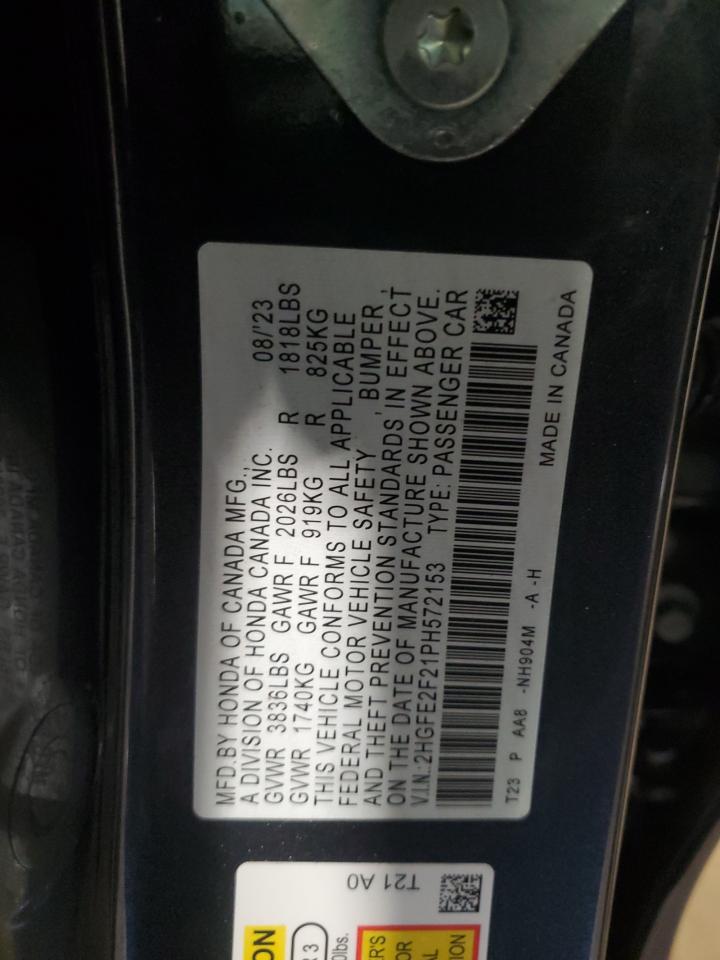 MFD.BY HONDA OF CANADA MFG.,
A DIVISION OF HONDA CANADA INC. 08/'23
GVWR 3836LBS GAWR F 2026LBS R 1818LBS
GVWR 1740KG GAWR F 919KG R 825KG
THIS VEHICLE CONFORMS TO ALL APPLICABLE
FEDERAL MOTOR VEHICLE SAFETY , BUMPER ,
AND THEFT PREVENTION STANDARDS IN EFFECT
ON THE DATE OF MANUFACTURE SHOWN ABOVE.
V.I.N.:2HGFE2F21PH572153 TYPE: PASSENGER CAR
T23 P AA8 -NH904M -A -H
MADE IN CANADA
T21 A0